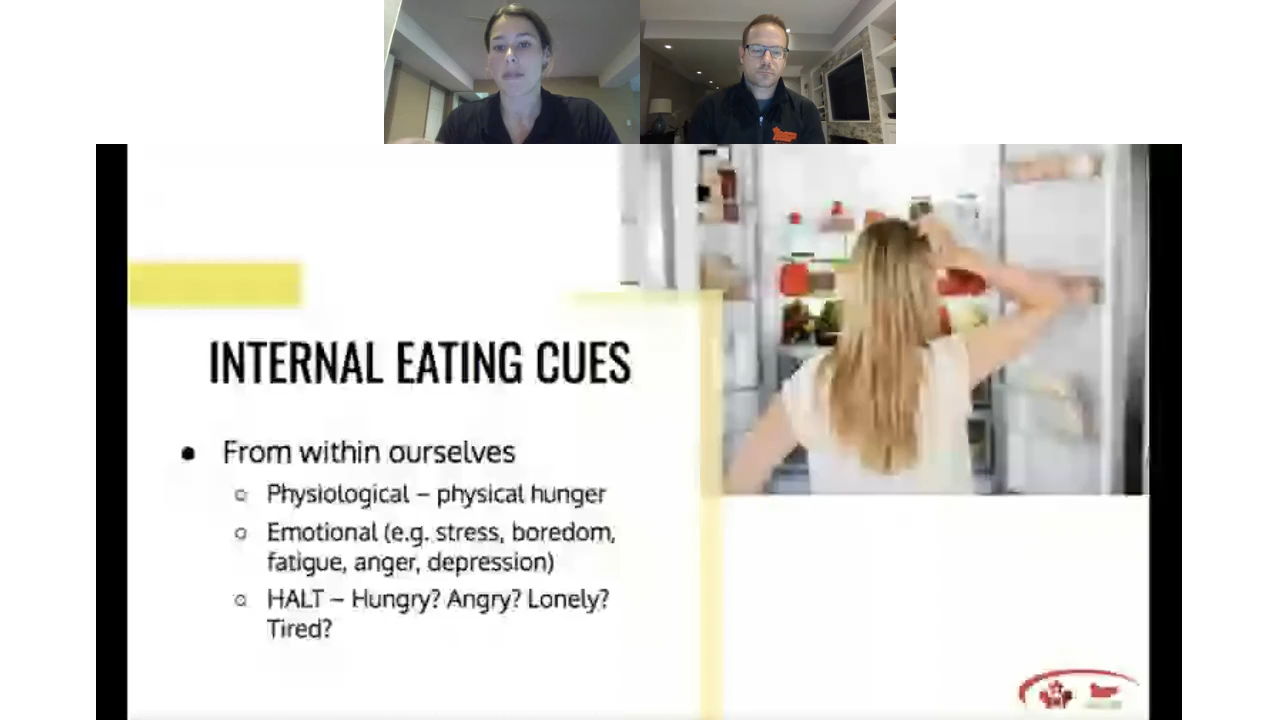 INTERNAL EATING CUES
● From within ourselves
○ Physiological – physical hunger
○ Emotional (e.g. stress, boredom,
fatigue, anger, depression)
○ HALT – Hungry? Angry? Lonely?
Tired?